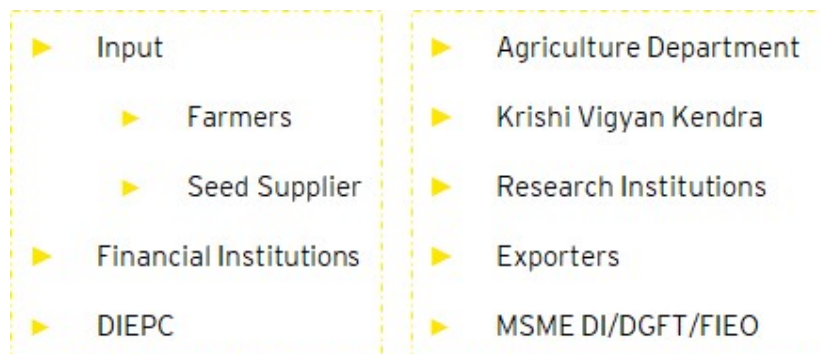 Input
Farmers
Seed Supplier
Financial Institutions
DIEPC
Agriculture Department
Krishi Vigyan Kendra
Research Institutions
Exporters
MSME DI/DGFT/FIEO